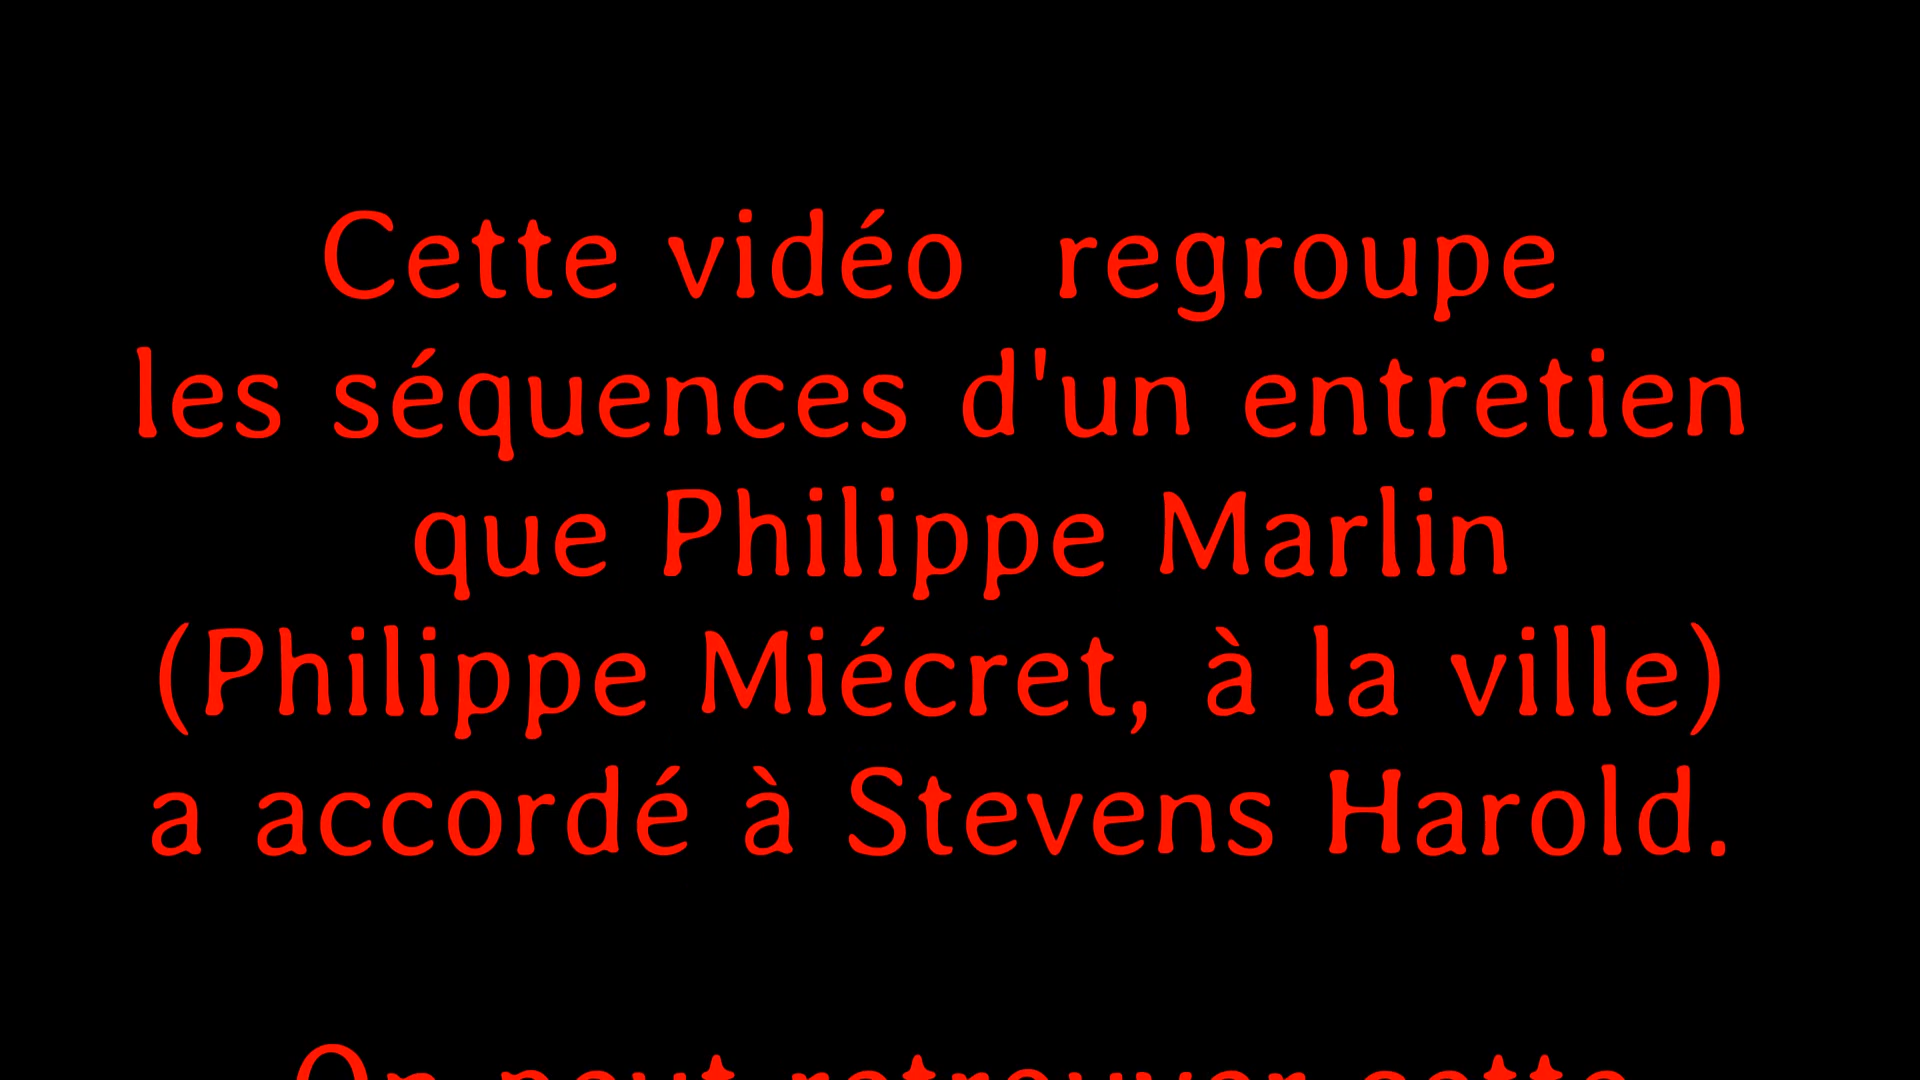 Cette vidéo  regroupe
les séquences d'un entretien
que Philippe Marlin
(Philippe Miécret, à la ville)
a accordé à Stevens Harold.
On peut retrouver cette